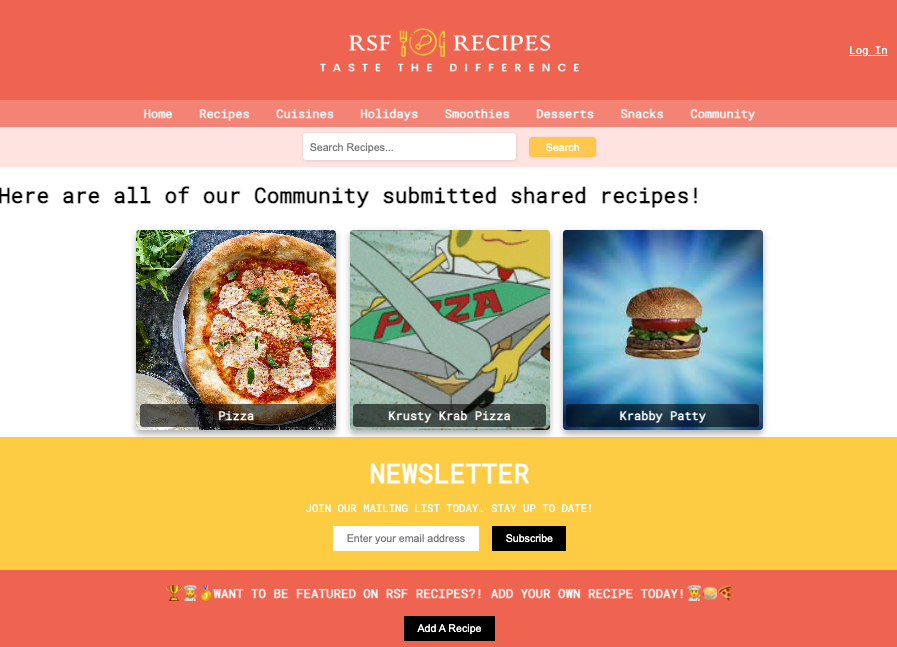 RSF RECIPES
TASTE THE DIFFERENCE
Log In
Home Recipes Cuisines Holidays Smoothies Desserts Snacks Community
Search Recipes... Search
Here are all of our Community submitted shared recipes!
PIZZA
Pizza Krusty Krab Pizza Krabby Patty
NEWSLETTER
JOIN OUR MAILING LIST TODAY. STAY UP TO DATE!
Enter your email address Subscribe
🏆👨‍🍳🥇WANT TO BE FEATURED ON RSF RECIPES?! ADD YOUR OWN RECIPE TODAY!👨‍🍳🍔🍕
Add A Recipe